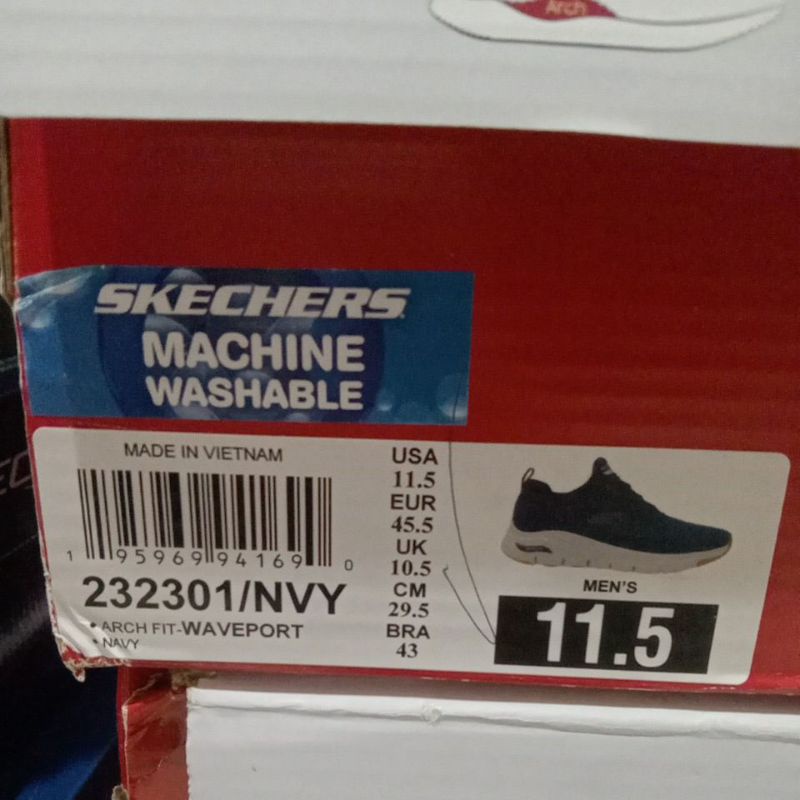 Arch
SKECHERS
MACHINE
WASHABLE
MADE IN VIETNAM
1 95969 94169 0
232301/NVY
• ARCH FIT-WAVEPORT
• NAVY
USA
11.5
EUR
45.5
UK
10.5
CM
29.5
BRA
43
MEN'S
11.5